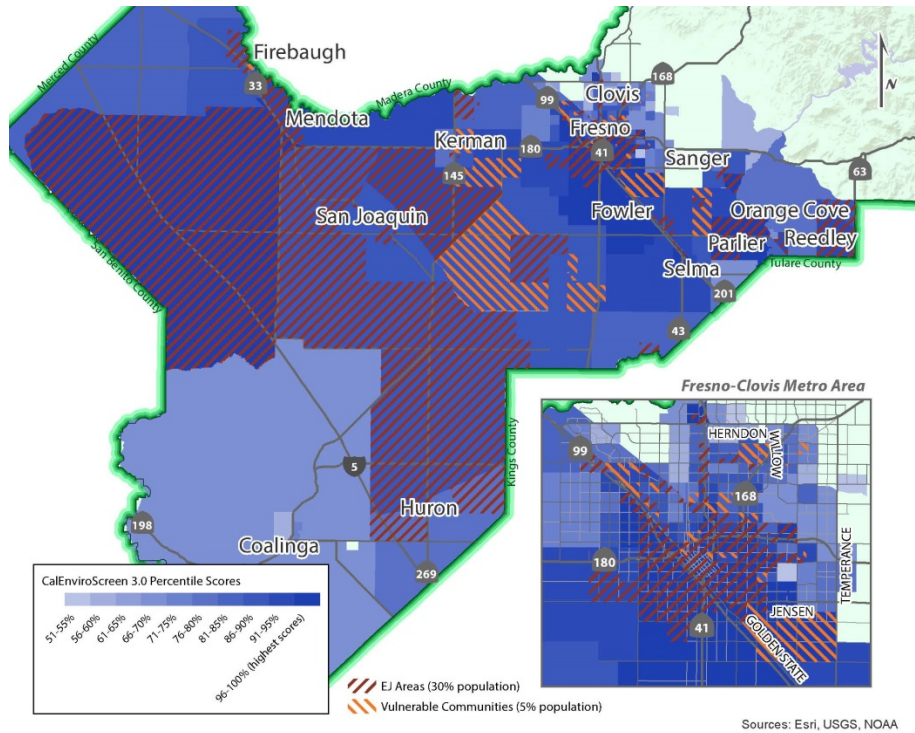 Firebaugh
Merced County
33
Madera County
Mendota
99
Clovis
168
N
Kerman
180
Fresno
41
Sanger
145
63
San Joaquin
Fowler
Orange Cove
Parlier
Reedley
Selma
Tulare County
San Benito County
201
43
Kings County
5
Huron
198
Coalinga
269
Fresno-Clovis Metro Area
HERNDON
WILLOW
99
168
180
TEMPERANCE
JENSEN
41
GOLDEN STATE
CalEnviroScreen 3.0 Percentile Scores
51-55%
56-60%
61-65%
66-70%
71-75%
76-80%
81-85%
86-90%
91-95%
96-100% (highest scores)
EJ Areas (30% population)
Vulnerable Communities (5% population)
Sources: Esri, USGS, NOAA